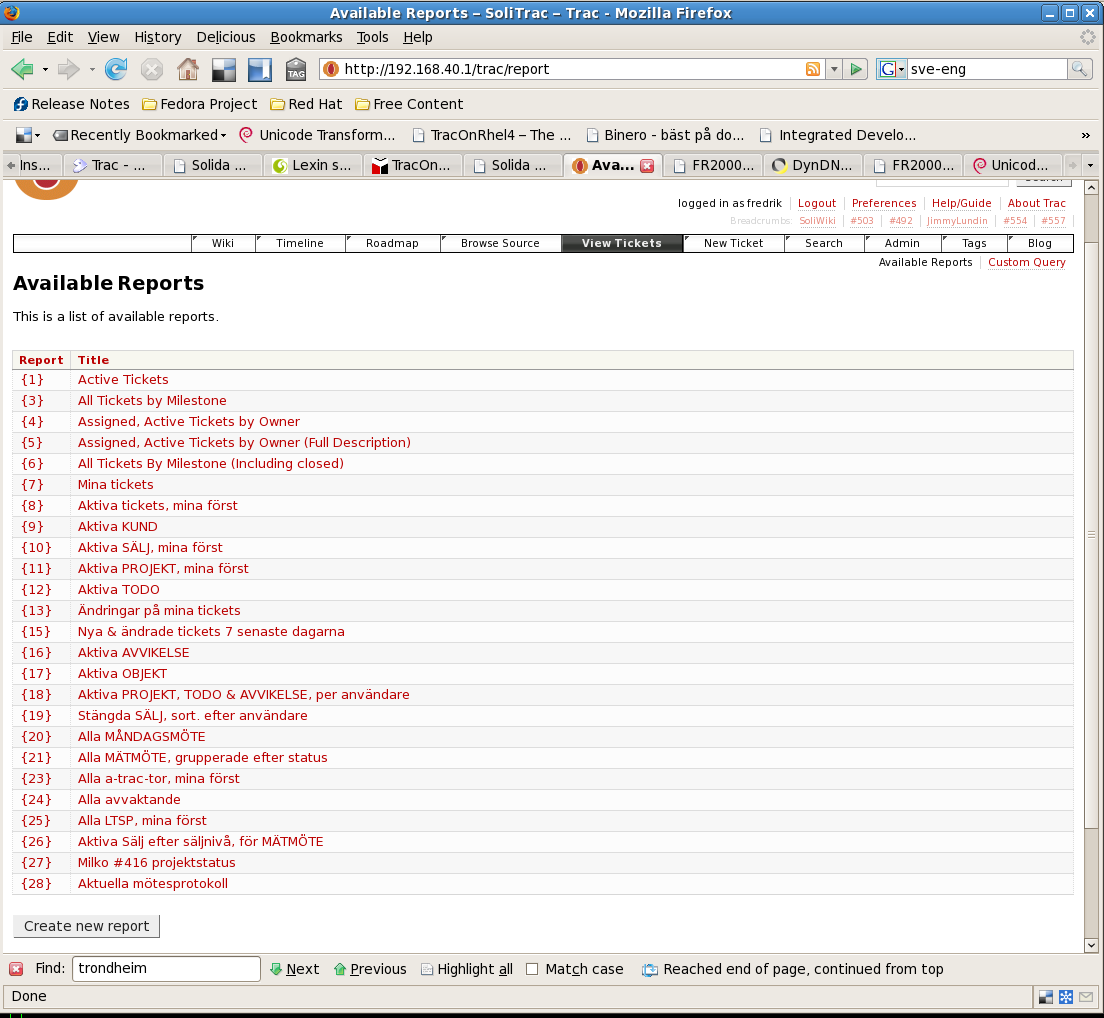 Available Reports – SoliTrac – Trac - Mozilla Firefox
File Edit View History Delicious Bookmarks Tools Help
TAG http://192.168.40.1/trac/report G sve-eng
Release Notes Fedora Project Red Hat Free Content
Recently Bookmarked Unicode Transform... TracOnRhel4 – The ... Binero - bäst på do... Integrated Develo... »
Ins... Trac - ... Solida ... Lexin s... TracOn... Solida ... Ava... FR2000... DynDN... FR2000... Unicod...
logged in as fredrik Logout Preferences Help/Guide About Trac
Breadcrumbs: SoliWiki #503 #492 JimmyLundin #554 #557
Wiki Timeline Roadmap Browse Source View Tickets New Ticket Search Admin Tags Blog
Available Reports Custom Query
Available Reports
This is a list of available reports.
Report Title
{1} Active Tickets
{3} All Tickets by Milestone
{4} Assigned, Active Tickets by Owner
{5} Assigned, Active Tickets by Owner (Full Description)
{6} All Tickets By Milestone (Including closed)
{7} Mina tickets
{8} Aktiva tickets, mina först
{9} Aktiva KUND
{10} Aktiva SÄLJ, mina först
{11} Aktiva PROJEKT, mina först
{12} Aktiva TODO
{13} Ändringar på mina tickets
{15} Nya & ändrade tickets 7 senaste dagarna
{16} Aktiva AVVIKELSE
{17} Aktiva OBJEKT
{18} Aktiva PROJEKT, TODO & AVVIKELSE, per användare
{19} Stängda SÄLJ, sort. efter användare
{20} Alla MÅNDAGSMÖTE
{21} Alla MÄTMÖTE, grupperade efter status
{23} Alla a-trac-tor, mina först
{24} Alla avvaktande
{25} Alla LTSP, mina först
{26} Aktiva Sälj efter säljnivå, för MÄTMÖTE
{27} Milko #416 projektstatus
{28} Aktuella mötesprotokoll
Create new report
Find: trondheim Next Previous Highlight all Match case Reached end of page, continued from top
Done